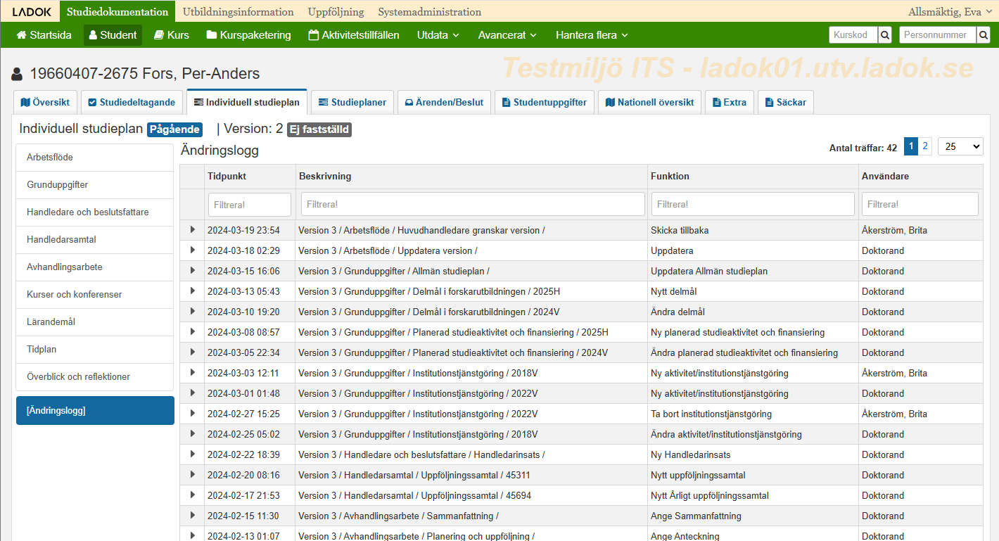 LADOK Studiedokumentation Utbildningsinformation Uppföljning Systemadministration Allsmäktig, Eva
Startsida Student Kurs Kurspaketering Aktivitetstillfällen Utdata Avancerat Hantera flera Kurskod Personnummer
Testmiljö ITS - ladok01.utv.ladok.se
19660407-2675 Fors, Per-Anders
Översikt Studiedeltagande Individuell studieplan Studieplaner Ärenden/Beslut Studentuppgifter Nationell översikt Extra Säckar
Individuell studieplan Pågående | Version: 2 Ej fastställd
Arbetsflöde
Grunduppgifter
Handledare och beslutsfattare
Handledarsamtal
Avhandlingsarbete
Kurser och konferenser
Lärandemål
Tidplan
Överblick och reflektioner
[Ändringslogg]
Ändringslogg
Antal träffar: 42 1 2 25
Tidpunkt Beskrivning Funktion Användare
Filtrera! Filtrera! Filtrera! Filtrera!
2024-03-19 23:54 Version 3 / Arbetsflöde / Huvudhandledare granskar version / Skicka tillbaka Åkerström, Brita
2024-03-18 02:29 Version 3 / Arbetsflöde / Uppdatera version / Uppdatera Doktorand
2024-03-15 16:06 Version 3 / Grunduppgifter / Allmän studieplan / Uppdatera Allmän studieplan Doktorand
2024-03-13 05:43 Version 3 / Grunduppgifter / Delmål i forskarutbildningen / 2025H Nytt delmål Doktorand
2024-03-10 19:20 Version 3 / Grunduppgifter / Delmål i forskarutbildningen / 2024V Ändra delmål Doktorand
2024-03-08 08:57 Version 3 / Grunduppgifter / Planerad studieaktivitet och finansiering / 2025H Ny planerad studieaktivitet och finansiering Doktorand
2024-03-05 22:34 Version 3 / Grunduppgifter / Planerad studieaktivitet och finansiering / 2024V Ändra planerad studieaktivitet och finansiering Doktorand
2024-03-03 12:11 Version 3 / Grunduppgifter / Institutionstjänstgöring / 2018V Ny aktivitet/institutionstjänstgöring Åkerström, Brita
2024-03-01 01:48 Version 3 / Grunduppgifter / Institutionstjänstgöring / 2022V Ny aktivitet/institutionstjänstgöring Doktorand
2024-02-27 15:25 Version 3 / Grunduppgifter / Institutionstjänstgöring / 2022V Ta bort institutionstjänstgöring Åkerström, Brita
2024-02-25 05:02 Version 3 / Grunduppgifter / Institutionstjänstgöring / 2018V Ändra aktivitet/institutionstjänstgöring Doktorand
2024-02-22 18:39 Version 3 / Handledare och beslutsfattare / Handledarinsats / Ny Handledarinsats Doktorand
2024-02-20 08:16 Version 3 / Handledarsamtal / Uppföljningssamtal / 45311 Nytt uppföljningssamtal Doktorand
2024-02-17 21:53 Version 3 / Handledarsamtal / Uppföljningssamtal / 45694 Nytt Årligt uppföljningssamtal Doktorand
2024-02-15 11:30 Version 3 / Avhandlingsarbete / Sammanfattning / Ange Sammanfattning Doktorand
2024-02-13 01:07 Version 3 / Avhandlingsarbete / Planering och uppföljning / Ange Anteckning Doktorand